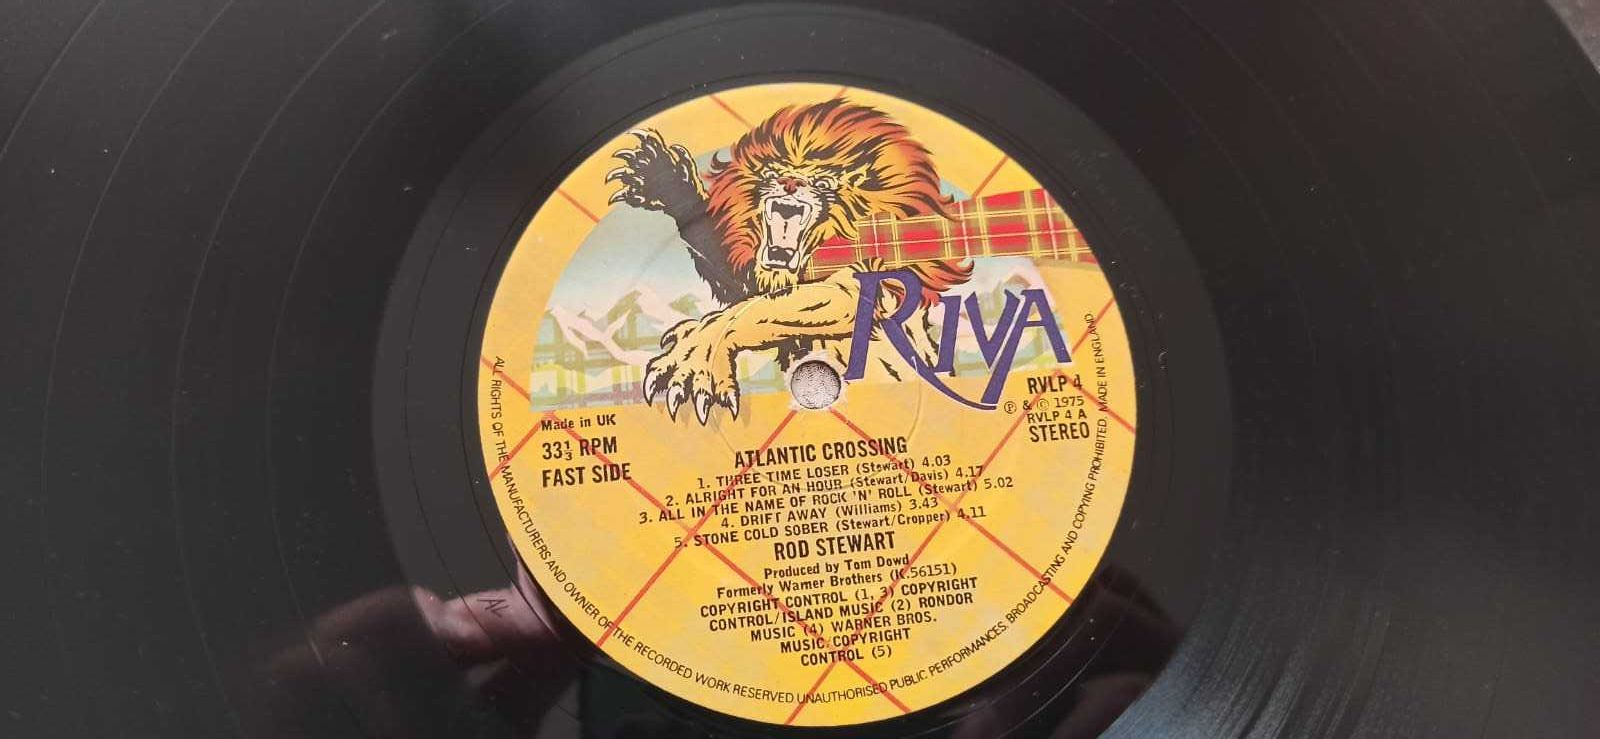 RIVA
RVLP 4
Ⓟ & © 1975
RVLP 4 A
STEREO
Made in UK
33⅓ RPM
FAST SIDE
ATLANTIC CROSSING
1. THREE TIME LOSER (Stewart) 4.03
2. ALRIGHT FOR AN HOUR (Stewart/Davis) 4.17
3. ALL IN THE NAME OF ROCK 'N' ROLL (Stewart) 5.02
4. DRIFT AWAY (Williams) 3.43
5. STONE COLD SOBER (Stewart/Cropper) 4.11
ROD STEWART
Produced by Tom Dowd
Formerly Warner Brothers (K.56151)
COPYRIGHT CONTROL (1, 3) COPYRIGHT
CONTROL/ISLAND MUSIC (2) RONDOR
MUSIC (4) WARNER BROS.
MUSIC/COPYRIGHT
CONTROL (5)
ALL RIGHTS OF THE MANUFACTURERS AND OWNER OF THE RECORDED WORK RESERVED UNAUTHORISED PUBLIC PERFORMANCES, BROADCASTING AND COPYING PROHIBITED. MADE IN ENGLAND